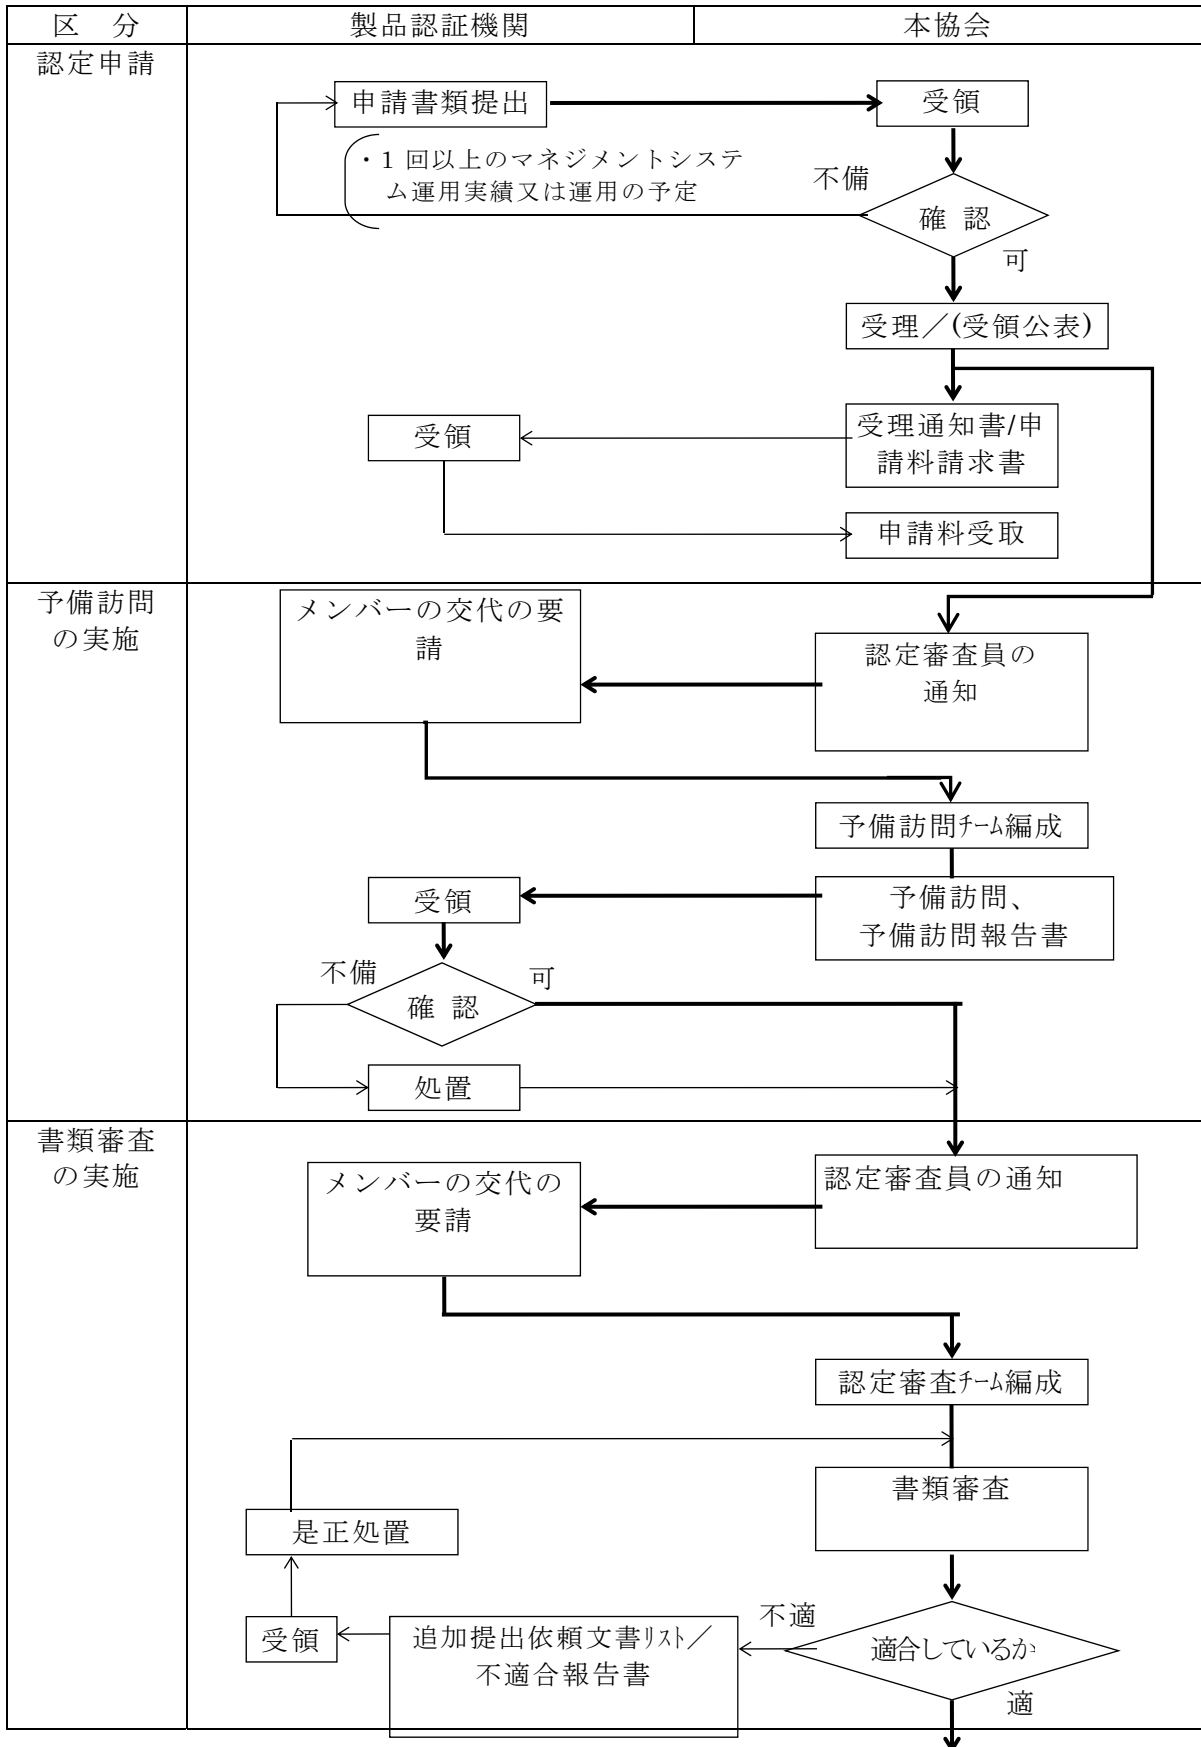 区 分
製品認証機関
本協会
認定申請
申請書類提出
受領
・1 回以上のマネジメントシステ
ム運用実績又は運用の予定
不備
確 認
可
受理／(受領公表)
受領
受理通知書/申
請料請求書
申請料受取
予備訪問
の実施
メンバーの交代の要
請
認定審査員の
通知
予備訪問ﾁｰﾑ編成
受領
予備訪問、
予備訪問報告書
不備
可
確 認
処置
書類審査
の実施
メンバーの交代の
要請
認定審査員の通知
認定審査ﾁｰﾑ編成
書類審査
是正処置
不適
受領
追加提出依頼文書ﾘｽﾄ／
不適合報告書
適合しているか
適